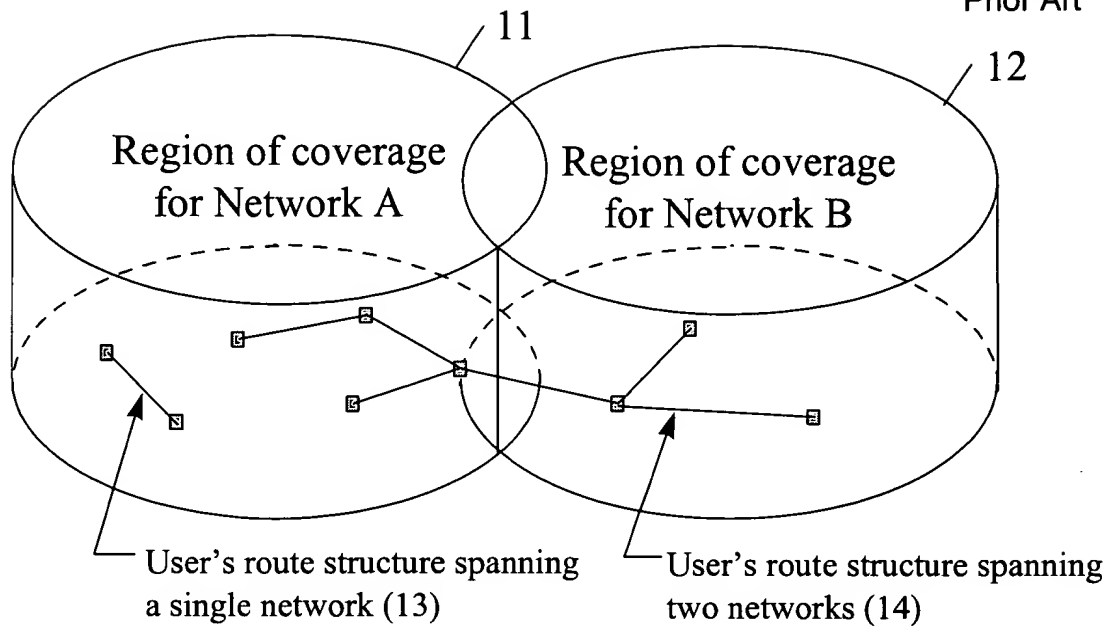 Prior Art
11
12
Region of coverage
for Network A
Region of coverage
for Network B
User's route structure spanning
a single network (13)
User's route structure spanning
two networks (14)